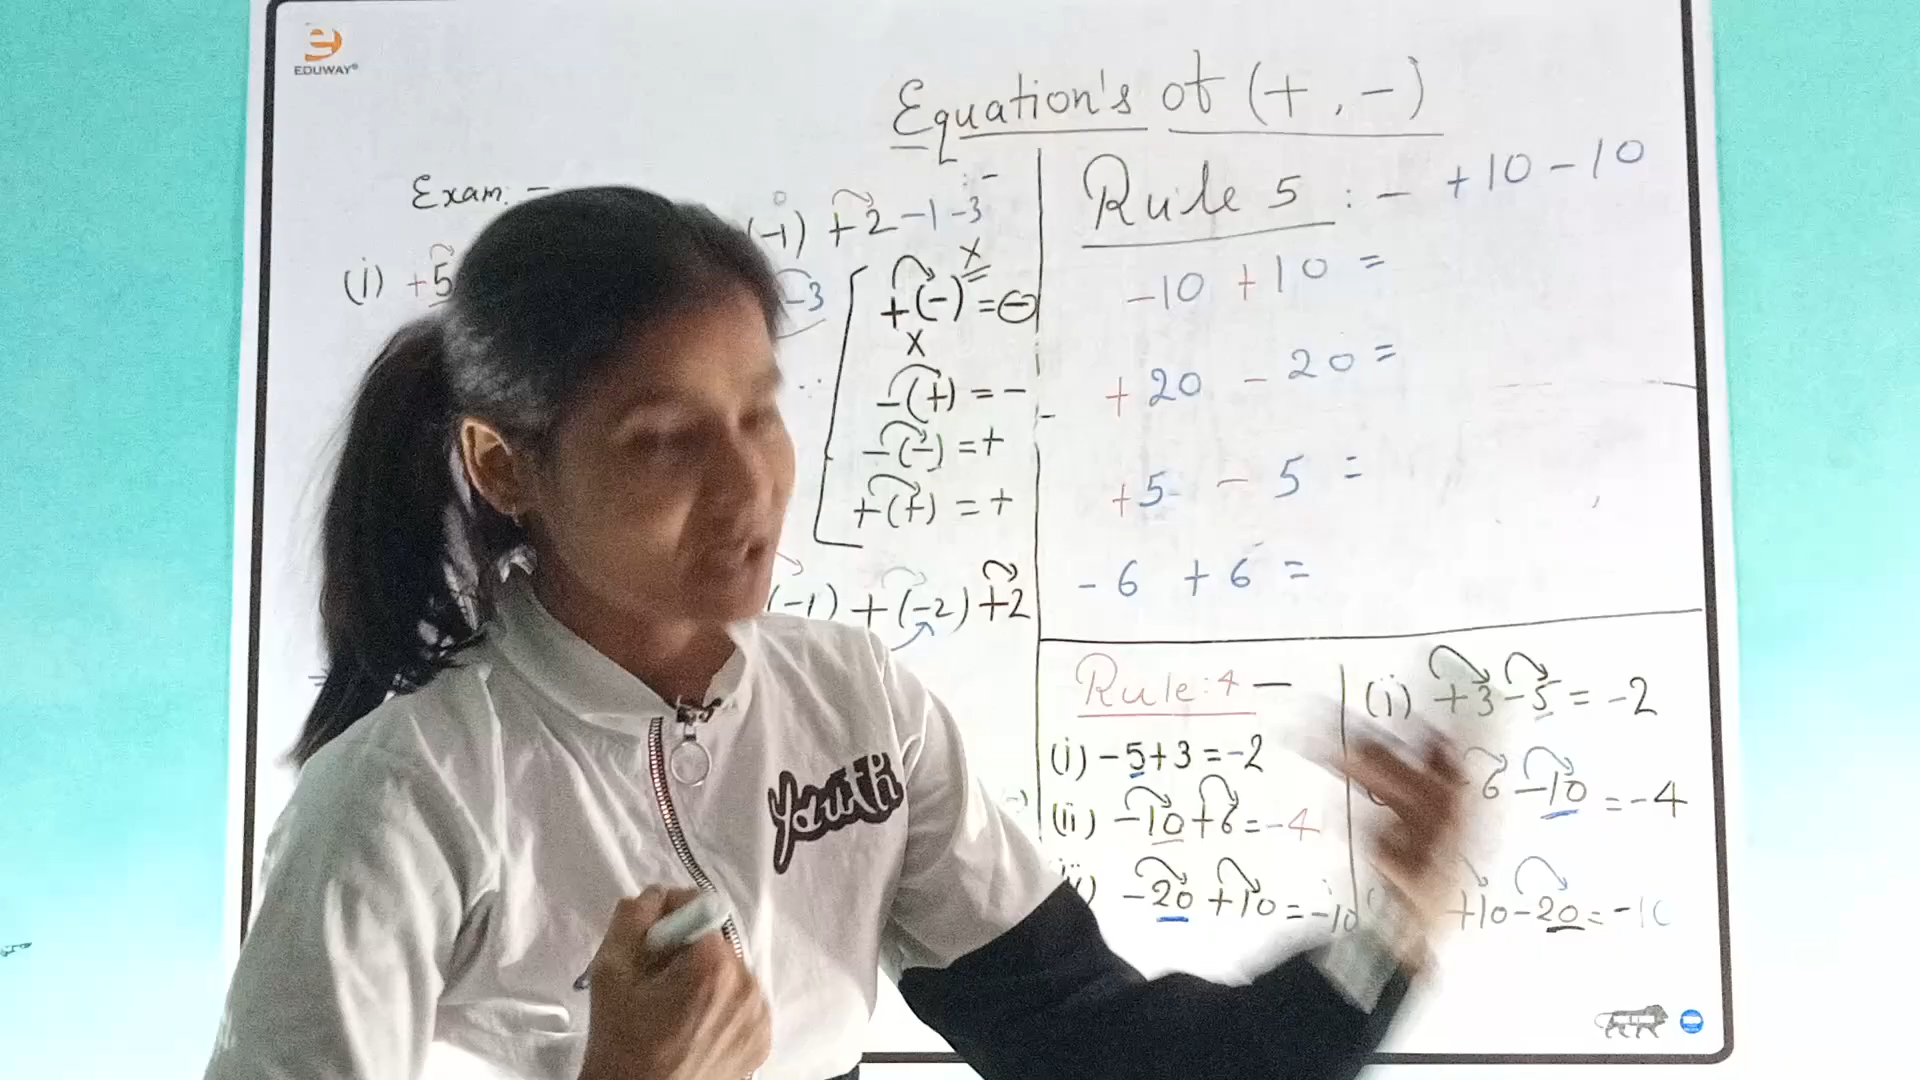 EDUWAY
Equation's of (+, -)
Exam: -
(i) +5
(-1) +2 -1 -3
-3
+(-) = -
x
x
-(+) = -
-(-) = +
+(+) = +
(-1) + (-2) +2
Rule 5 : - +10 - 10
-10 + 10 =
+ 20 - 20 =
+5 - 5 =
- 6 + 6 =
Rule: 4 -
(i) - 5 + 3 = -2
(ii) - 10 + 6 = -4
-20 + 10 = -10
(i) + 3 - 5 = -2
6 - 10 = -4
+10 - 20 = -10
Youth